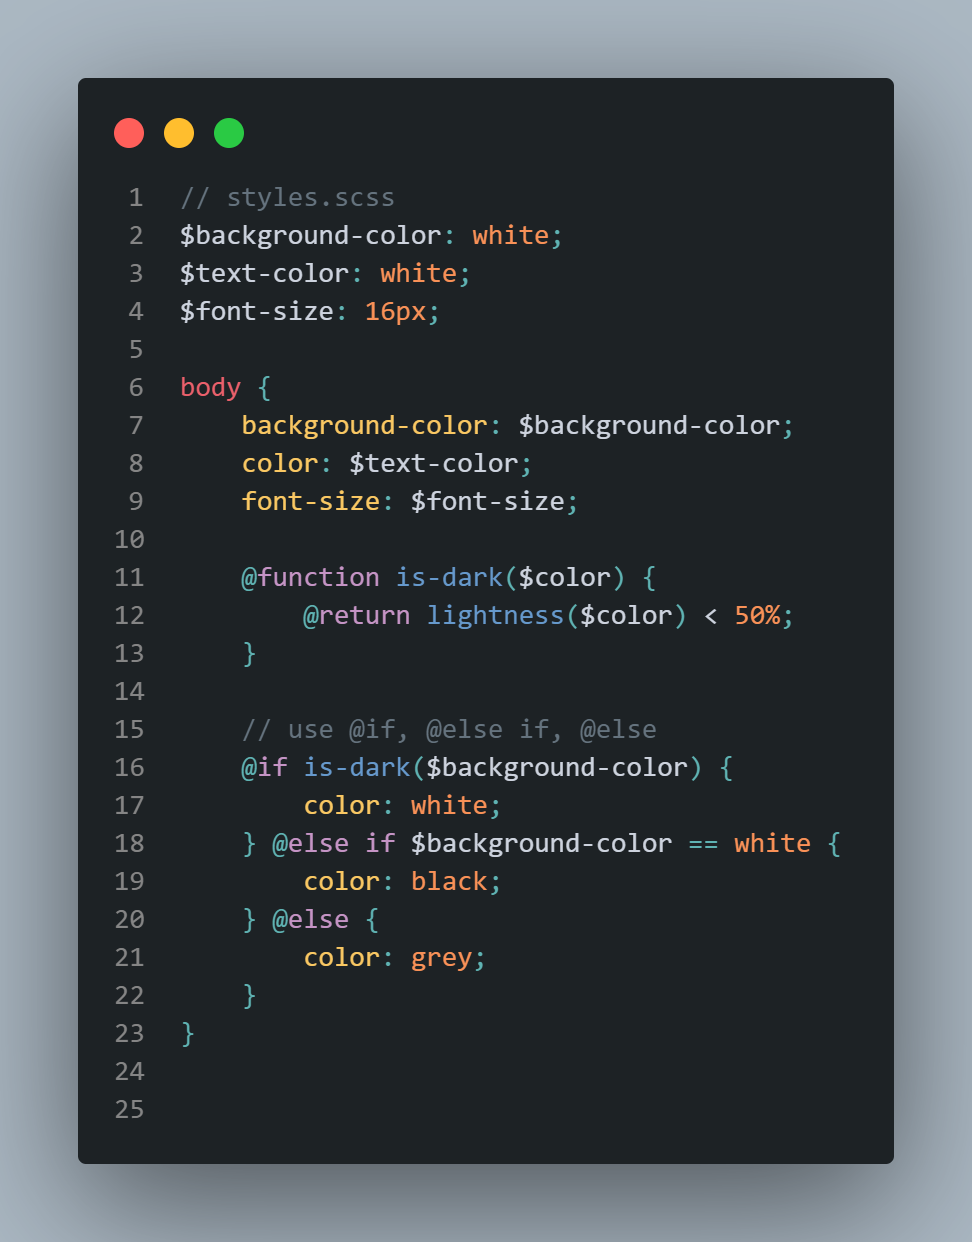 1 // styles.scss
2 $background-color: white;
3 $text-color: white;
4 $font-size: 16px;
5
6 body {
7     background-color: $background-color;
8     color: $text-color;
9     font-size: $font-size;
10
11     @function is-dark($color) {
12         @return lightness($color) < 50%;
13     }
14
15     // use @if, @else if, @else
16     @if is-dark($background-color) {
17         color: white;
18     } @else if $background-color == white {
19         color: black;
20     } @else {
21         color: grey;
22     }
23 }
24
25